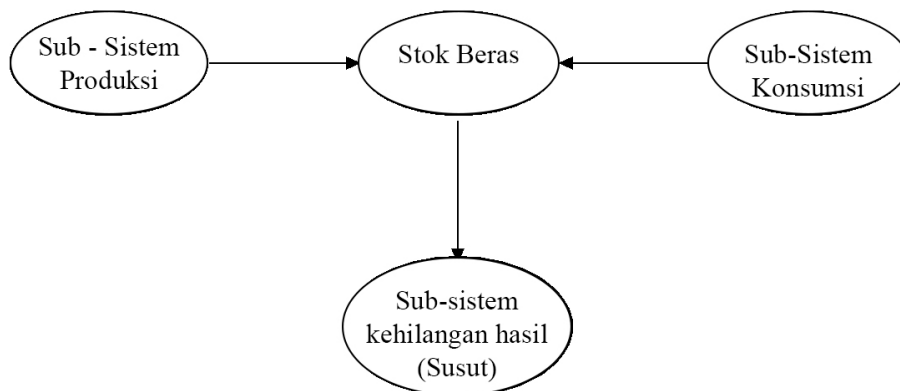 Sub - Sistem
Produksi
Stok Beras
Sub-Sistem
Konsumsi
Sub-sistem
kehilangan hasil
(Susut)